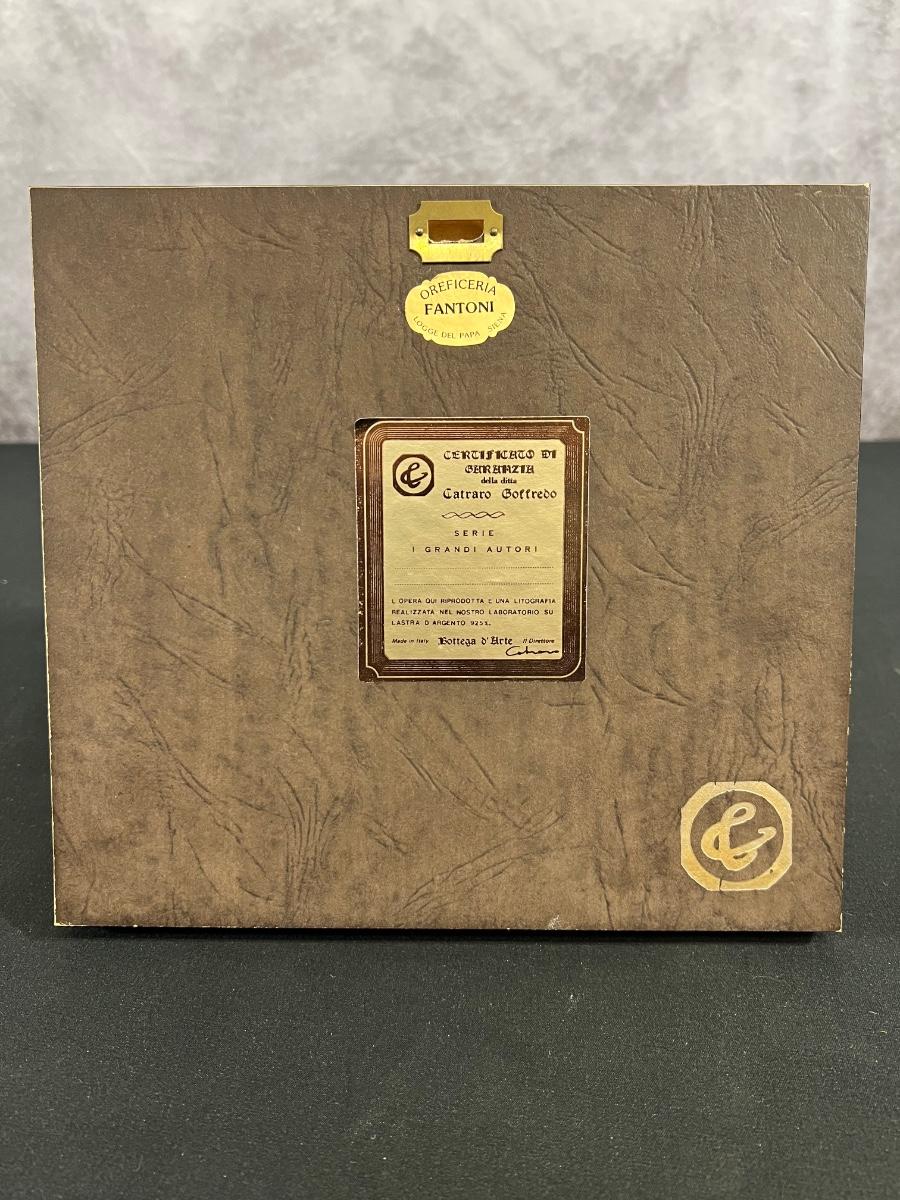 OREFICERIA
FANTONI
LOGGE DEL PAPA SIENA
CERTIFICATO DI
GARANZIA
della ditta
Catraro Goffredo
SERIE
I GRANDI AUTORI
L OPERA QUI RIPRODOTTA E UNA LITOGRAFIA
REALIZZATA NEL NOSTRO LABORATORIO SU
LASTRA D ARGENTO 925%.
Made in Italy Bottega d'Arte Il Direttore